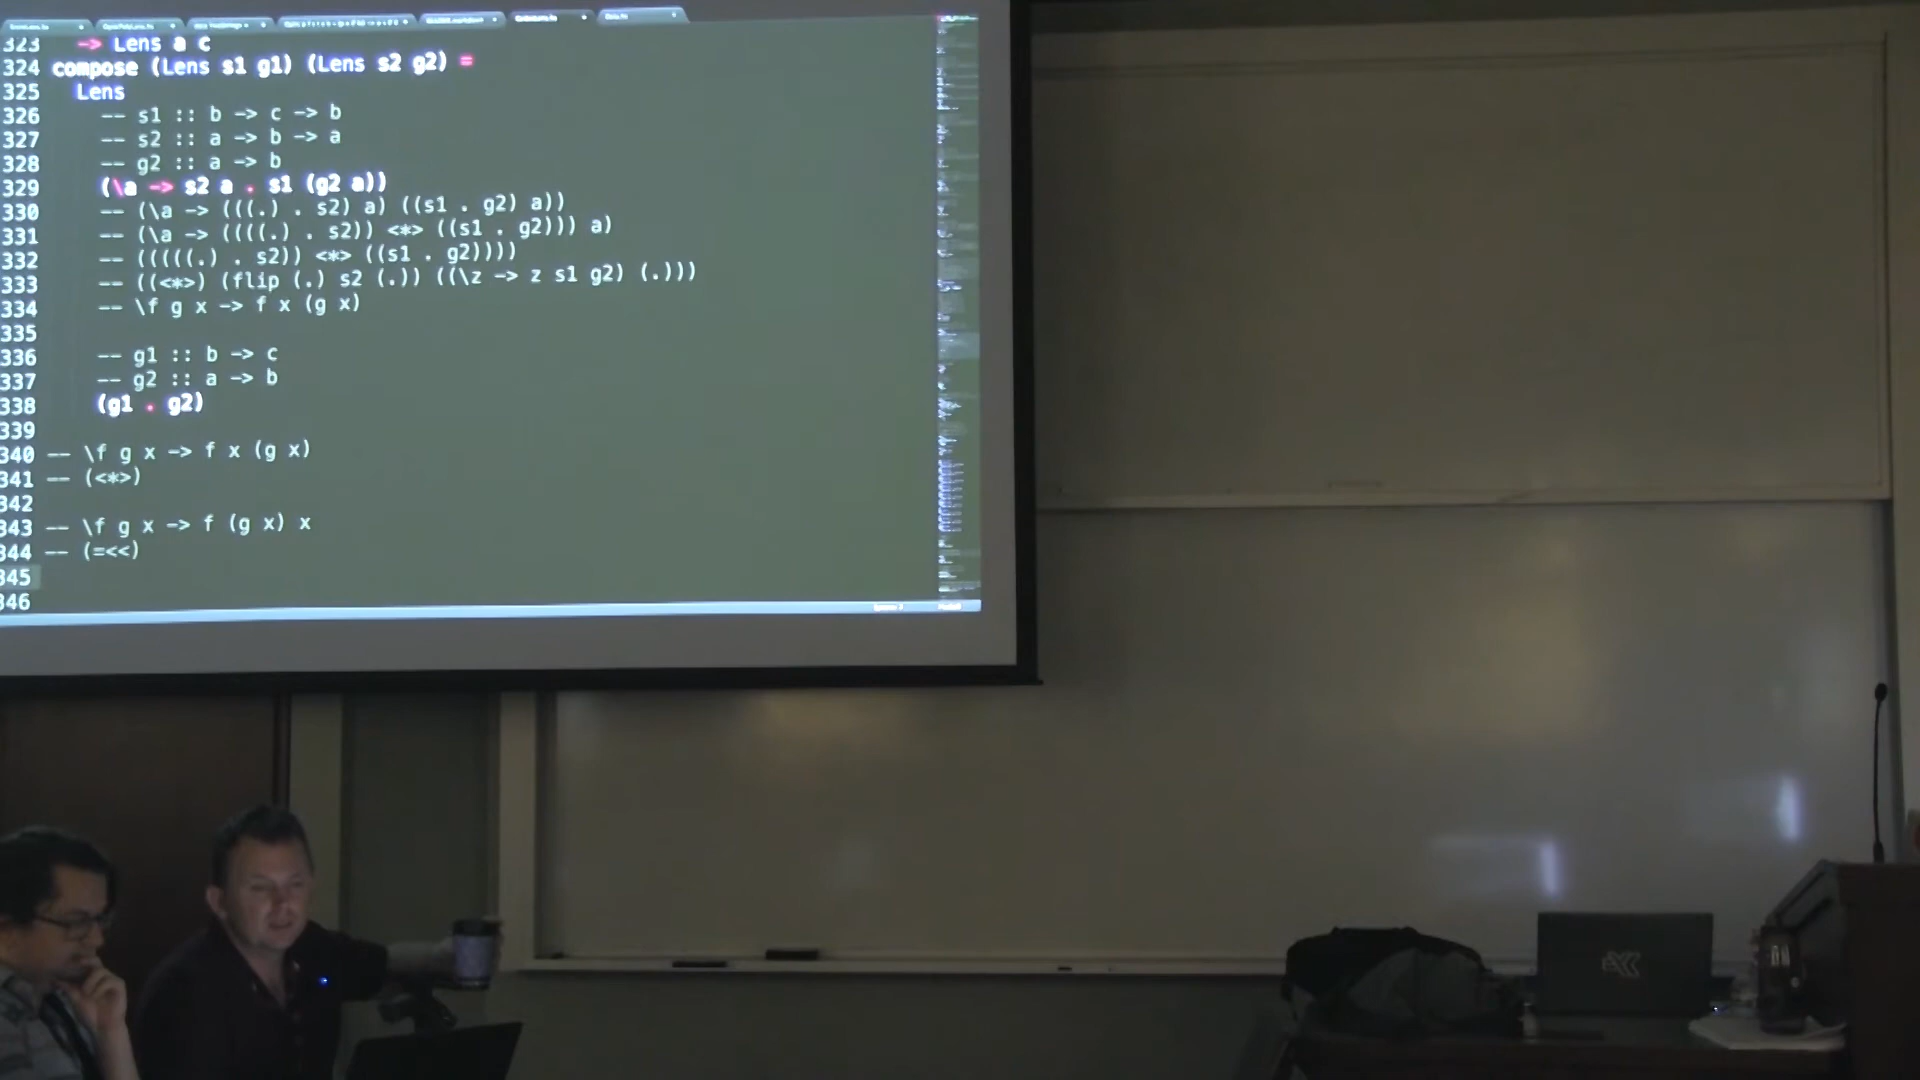 323 -> Lens a c
324 compose (Lens s1 g1) (Lens s2 g2) =
325 Lens
326 -- s1 :: b -> c -> b
327 -- s2 :: a -> b -> a
328 -- g2 :: a -> b
329 (\a -> s2 a . s1 (g2 a))
330 -- (\a -> (((.) . s2) a) ((s1 . g2) a))
331 -- (\a -> ((((.) . s2)) <*> ((s1 . g2))) a)
332 -- (((((.) . s2)) <*> ((s1 . g2))))
333 -- ((<*>) (flip (.) s2 (.)) ((\z -> z s1 g2) (.)))
334 -- \f g x -> f x (g x)
335
336 -- g1 :: b -> c
337 -- g2 :: a -> b
338 (g1 . g2)
339
340 -- \f g x -> f x (g x)
341 -- (<*>)
342
343 -- \f g x -> f (g x) x
344 -- (=<<)
345
346